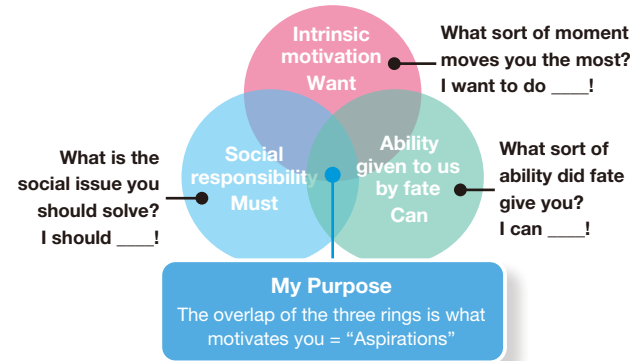 Intrinsic
motivation
Want
What sort of moment
moves you the most?
I want to do ____!
What is the
social issue you
should solve?
I should ____!
Social
responsibility
Must
Ability
given to us
by fate
Can
What sort of
ability did fate
give you?
I can ____!
My Purpose
The overlap of the three rings is what
motivates you = “Aspirations”